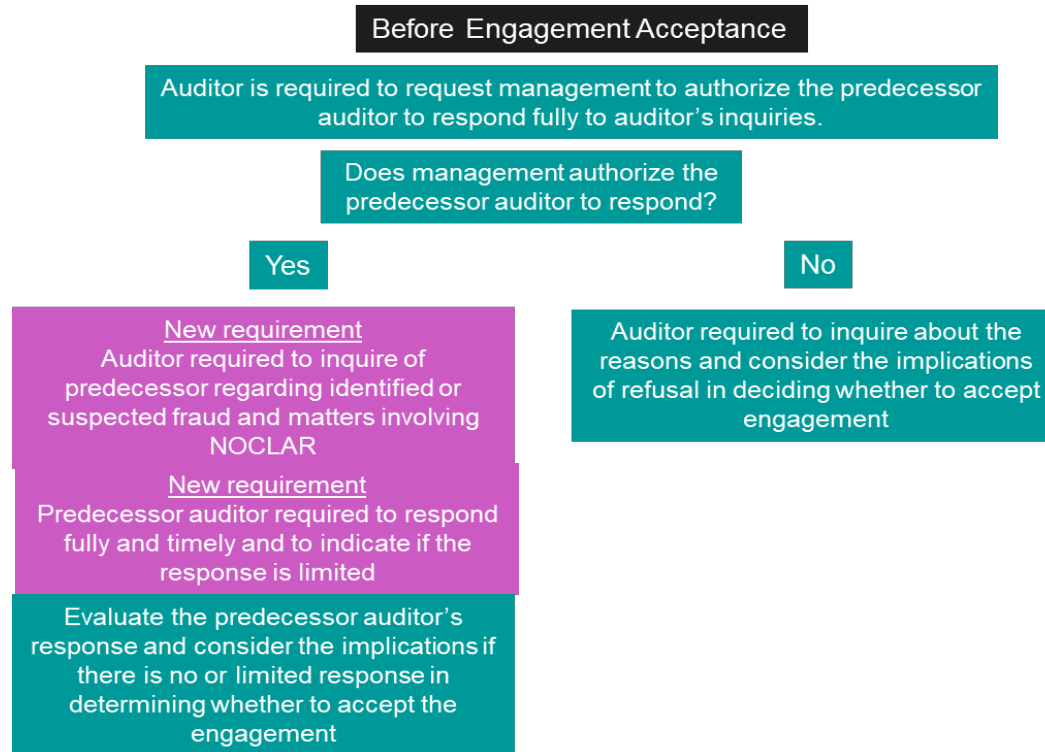 Before Engagement Acceptance
Auditor is required to request management to authorize the predecessor
auditor to respond fully to auditor's inquiries.
Does management authorize the
predecessor auditor to respond?
Yes
No
New requirement
Auditor required to inquire of
predecessor regarding identified or
suspected fraud and matters involving
NOCLAR
New requirement
Predecessor auditor required to respond
fully and timely and to indicate if the
response is limited
Evaluate the predecessor auditor's
response and consider the implications if
there is no or limited response in
determining whether to accept the
engagement
Auditor required to inquire about the
reasons and consider the implications
of refusal in deciding whether to accept
engagement